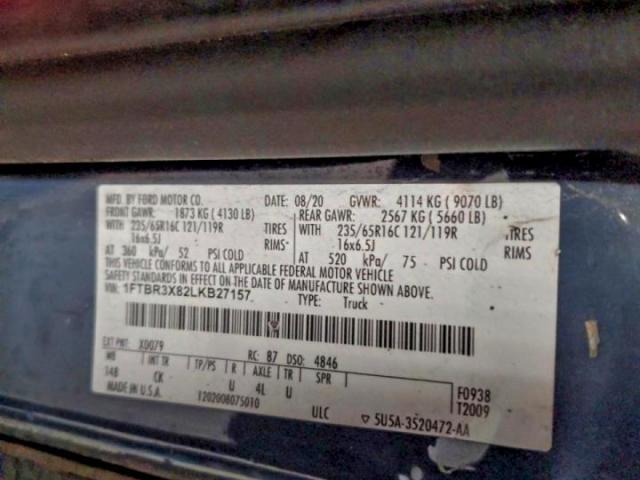 MFD. BY FORD MOTOR CO.
DATE: 08/20 GVWR: 4114 KG ( 9070 LB)
FRONT GAWR: 1873 KG ( 4130 LB) REAR GAWR: 2567 KG ( 5660 LB)
WITH 235/65R16C 121/119R TIRES WITH 235/65R16C 121/119R TIRES
16x6.5J RIMS 16x6.5J RIMS
AT 360 kPa/ 52 PSI COLD AT 520 kPa/ 75 PSI COLD
THIS VEHICLE CONFORMS TO ALL APPLICABLE FEDERAL MOTOR VEHICLE
SAFETY STANDARDS IN EFFECT ON THE DATE OF MANUFACTURE SHOWN ABOVE.
VIN: 1FTBR3X82LKB27157
TYPE: Truck
EXT PNT: X0079 RC: 87 DSO: 4846
WB INT TR TP/PS R AXLE TR SPR
148 CK U 4L U
F0938
T2009
MADE IN U.S.A. 1202008075010 ULC
5U5A-3520472-AA